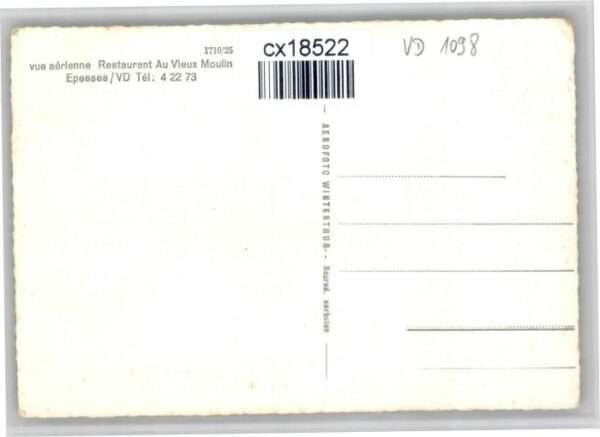 1710/25
vue aérienne Restaurant Au Vieux Moulin
Epesses/VD Tél: 4 22 73
cx18522
VD 1098
AEROFOTO WINTERTHUR - Reprod. verboten